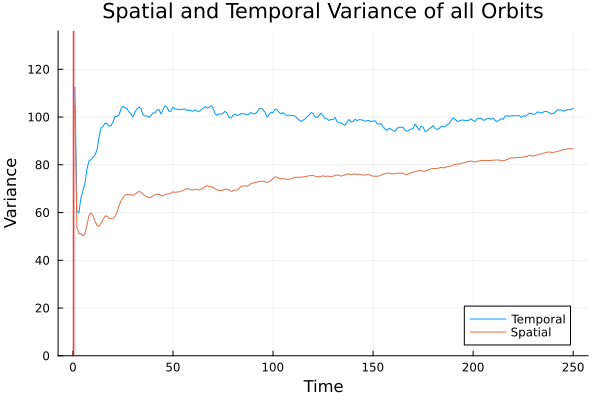 Spatial and Temporal Variance of all Orbits
Variance
120
100
80
60
40
20
0
0 50 100 150 200 250
Time
Temporal
Spatial